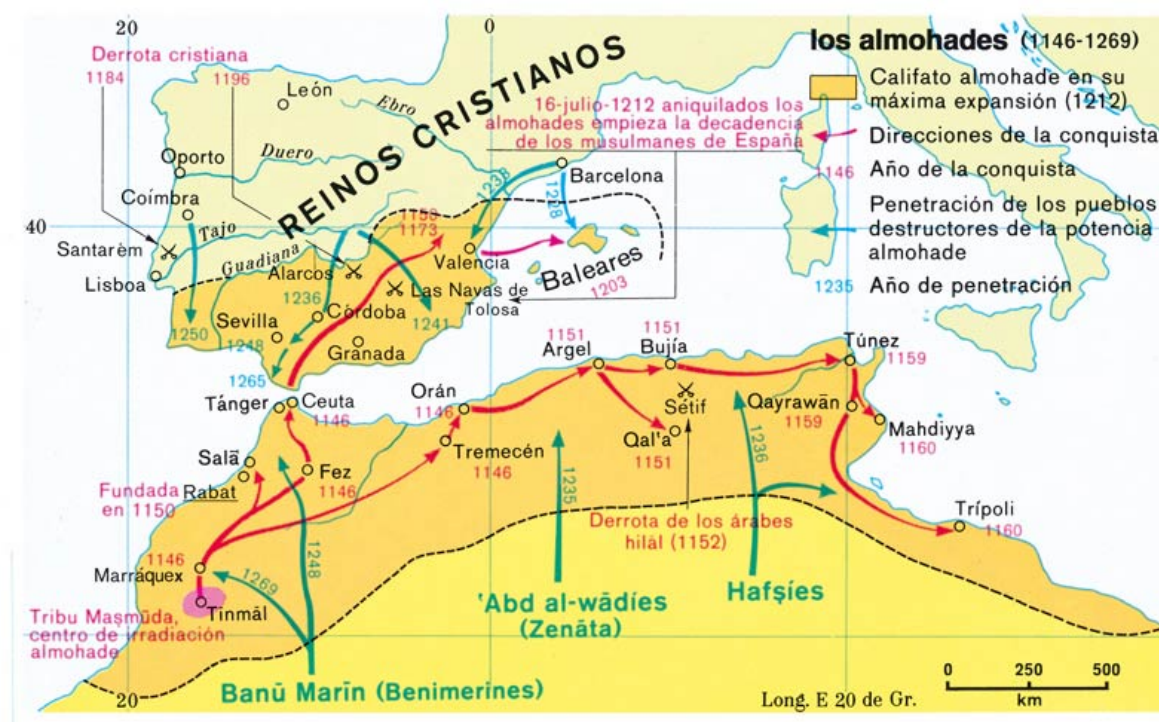 20
0
los almohades (1146-1269)
Califato almohade en su
máxima expansión (1212)
Direcciones de la conquista
1146
Año de la conquista
Penetración de los pueblos
destructores de la potencia
almohade
1235
Año de penetración
Derrota cristiana
1184
1196
REINOS CRISTIANOS
León
Ebro
16-julio-1212 aniquilados los
almohades empieza la decadencia
de los musulmanes de España
Oporto
Duero
Coímbra
Barcelona
1238
1228
40
Tajo
1150
1173
Santarèm
Guadiana
Alarcos
Valencia
Baleares
1203
Lisboa
Las Navas de
Tolosa
1236
Córdoba
1241
1250
Sevilla
1248
Granada
1265
Tánger
Ceuta
1146
Orán
1146
Argel
1151
Bujía
1151
Túnez
1159
Sétif
Qayrawān
1159
Mahdiyya
1160
Qal'a
1151
Tremecén
1146
Salā
Rabat
Fez
1146
Fundada
en 1150
1236
1235
1248
Derrota de los árabes
hilāl (1152)
Trípoli
1160
1146
Marráquex
1269
Tinmāl
Tribu Maṣmūda,
centro de irradiación
almohade
'Abd al-wādíes
(Zenāta)
Hafṣíes
Banū Marīn (Benimerines)
20
Long. E 20 de Gr.
0
250
500
km